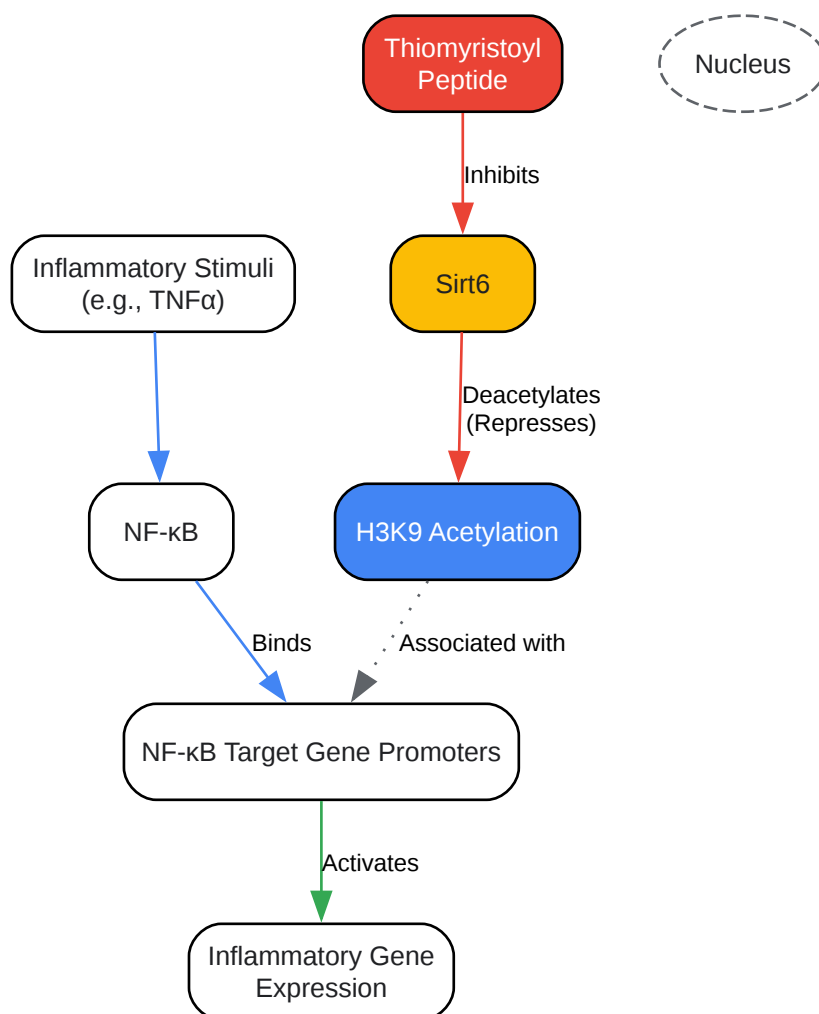 Thiomyristoyl
Peptide
Nucleus
Inhibits
Inflammatory Stimuli
(e.g., TNFα)
Sirt6
Deacetylates
(Represses)
NF-κB
H3K9 Acetylation
Binds
Associated with
NF-κB Target Gene Promoters
Activates
Inflammatory Gene
Expression